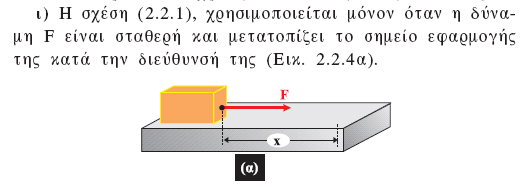 ι) Η σχέση (2.2.1), χρησιμοποιείται μόνον όταν η δύνα-
μη F είναι σταθερή και μετατοπίζει το σημείο εφαρμογής
της κατά την διεύθυνσή της (Εικ. 2.2.4α).
F
x
(α)